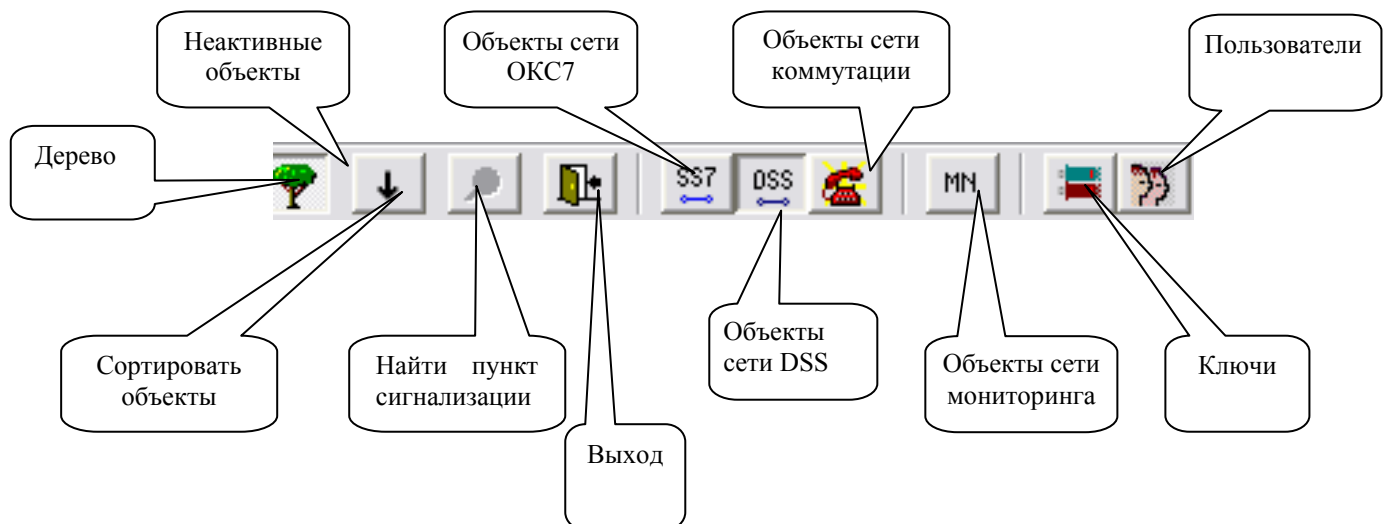 Неактивные
объекты
Объекты сети
ОКС7
Объекты сети
коммутации
Пользователи
Дерево
SS7
DSS
MN
Сортировать
объекты
Найти пункт
сигнализации
Выход
Объекты
сети DSS
Объекты сети
мониторинга
Ключи